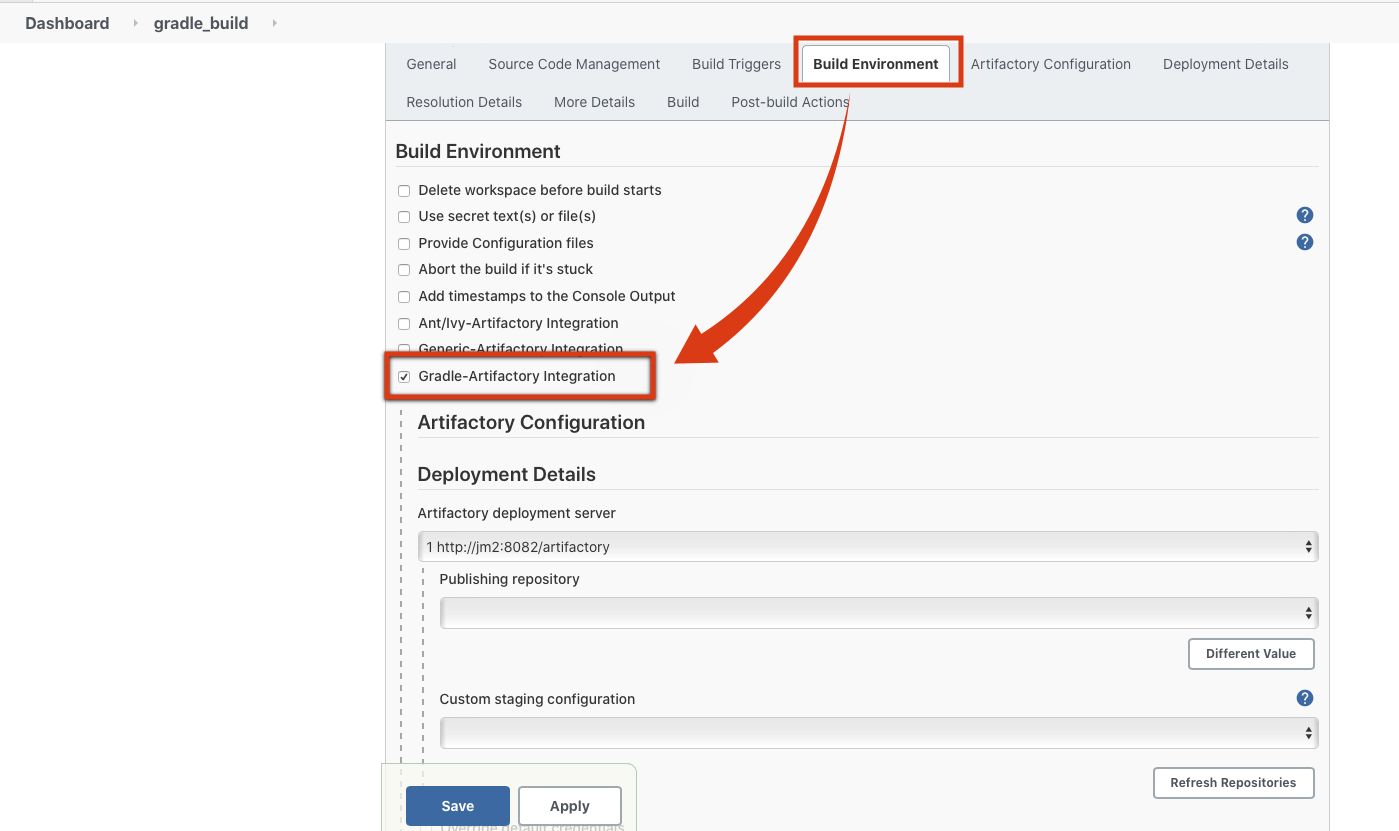 Dashboard gradle_build
General Source Code Management Build Triggers Build Environment Artifactory Configuration Deployment Details
Resolution Details More Details Build Post-build Actions
Build Environment
Delete workspace before build starts
Use secret text(s) or file(s) ?
Provide Configuration files ?
Abort the build if it's stuck
Add timestamps to the Console Output
Ant/Ivy-Artifactory Integration
Generic-Artifactory Integration
Gradle-Artifactory Integration
Artifactory Configuration
Deployment Details
Artifactory deployment server
1 http://jm2:8082/artifactory
Publishing repository
Different Value
Custom staging configuration ?
Refresh Repositories
Save Apply
Override default credentials